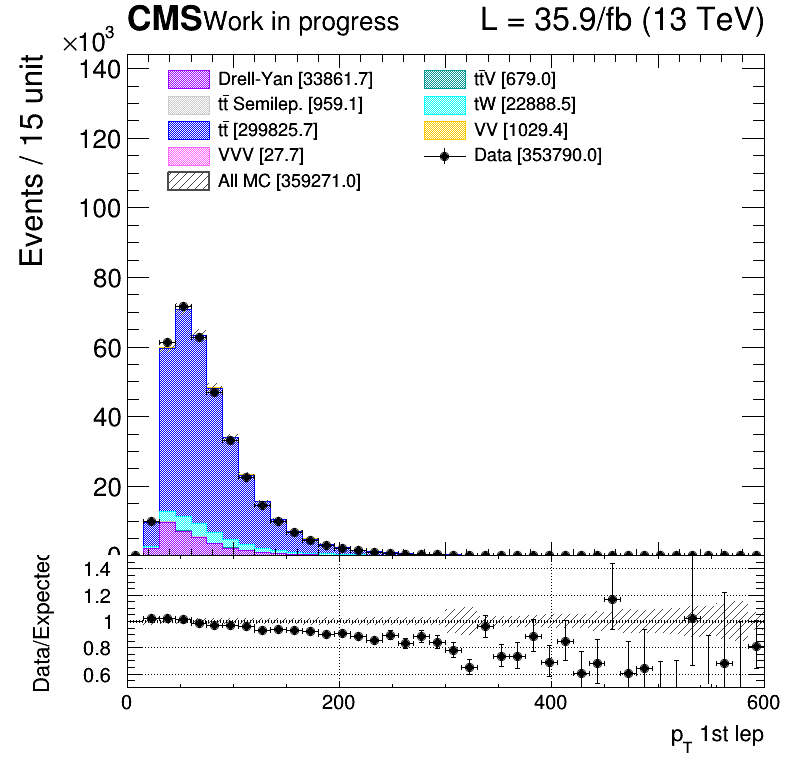 CMS Work in progress L = 35.9/fb (13 TeV)
×10³
Events / 15 unit
140
120
100
80
60
40
20
0
Drell-Yan [33861.7]
tt̄ Semilep. [959.1]
tt̄ [299825.7]
VVV [27.7]
All MC [359271.0]
tt̄V [679.0]
tW [22888.5]
VV [1029.4]
Data [353790.0]
Data/Expected
1.4
1.2
1
0.8
0.6
0 200 400 600
p_T 1st lep